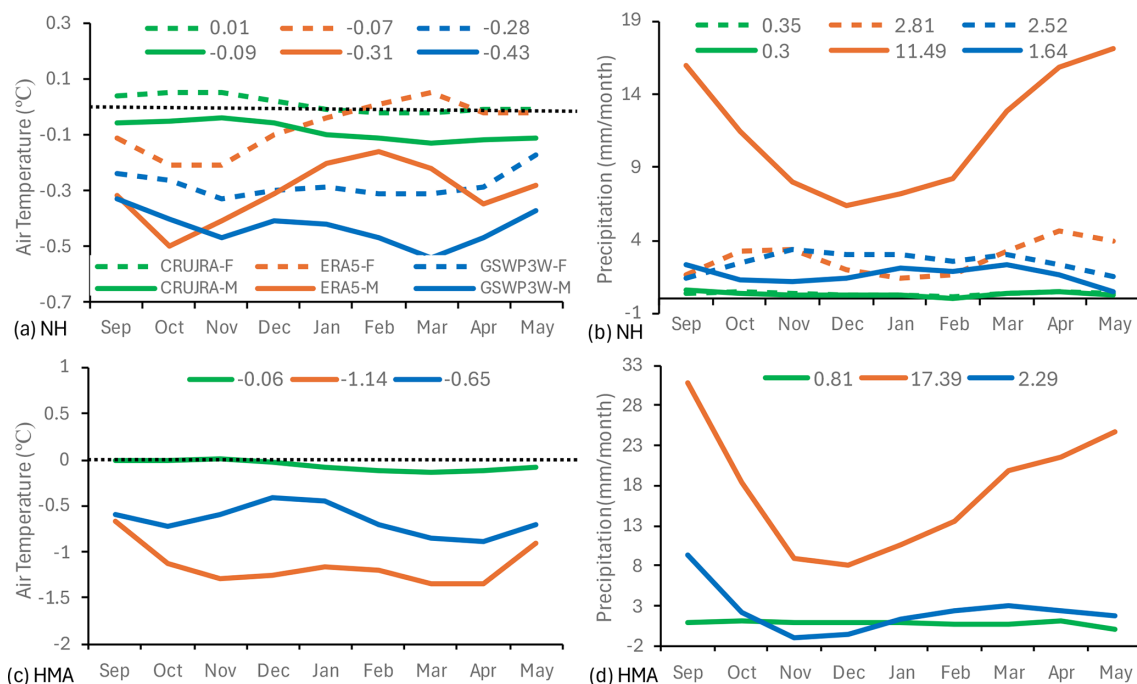 0.3
0.01 -0.07 -0.28
-0.09 -0.31 -0.43
0.1
-0.1
-0.3
-0.5
-0.7
Air Temperature (°C)
CRUJRA-F ERA5-F GSWP3W-F
CRUJRA-M ERA5-M GSWP3W-M
Sep Oct Nov Dec Jan Feb Mar Apr May
(a) NH
19
0.35 2.81 2.52
0.3 11.49 1.64
14
9
4
-1
Precipitation (mm/month)
Sep Oct Nov Dec Jan Feb Mar Apr May
(b) NH
1
-0.06 -1.14 -0.65
0.5
0
-0.5
-1
-1.5
-2
Air Temperature (°C)
Sep Oct Nov Dec Jan Feb Mar Apr May
(c) HMA
33
0.81 17.39 2.29
28
23
18
13
8
3
-2
Precipitation(mm/month)
Sep Oct Nov Dec Jan Feb Mar Apr May
(d) HMA